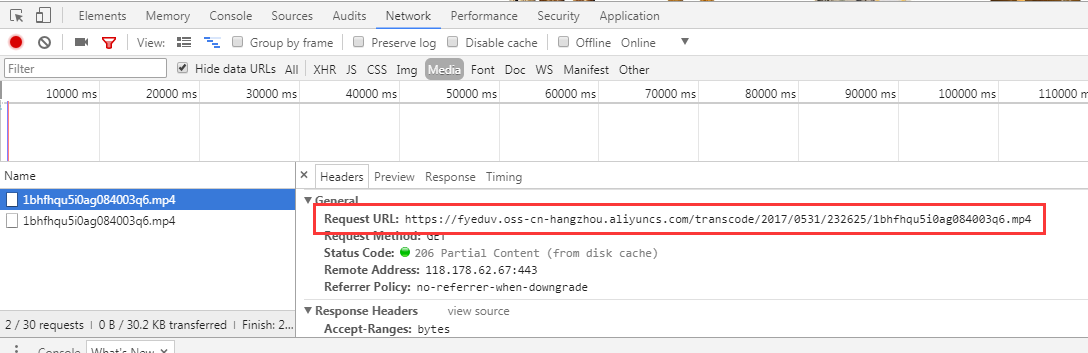 Elements Memory Console Sources Audits Network Performance Security Application
View: Group by frame Preserve log Disable cache Offline Online
Filter Hide data URLs All XHR JS CSS Img Media Font Doc WS Manifest Other
10000 ms 20000 ms 30000 ms 40000 ms 50000 ms 60000 ms 70000 ms 80000 ms 90000 ms 100000 ms 110000 ms
Name × Headers Preview Response Timing
1bhfhqu5i0ag084003q6.mp4
1bhfhqu5i0ag084003q6.mp4
General
Request URL: https://fyeduv.oss-cn-hangzhou.aliyuncs.com/transcode/2017/0531/232625/1bhfhqu5i0ag084003q6.mp4
Request Method: GET
Status Code: 206 Partial Content (from disk cache)
Remote Address: 118.178.62.67:443
Referrer Policy: no-referrer-when-downgrade
Response Headers view source
Accept-Ranges: bytes
2 / 30 requests | 0 B / 30.2 KB transferred | Finish: 2...
Console What's New ×